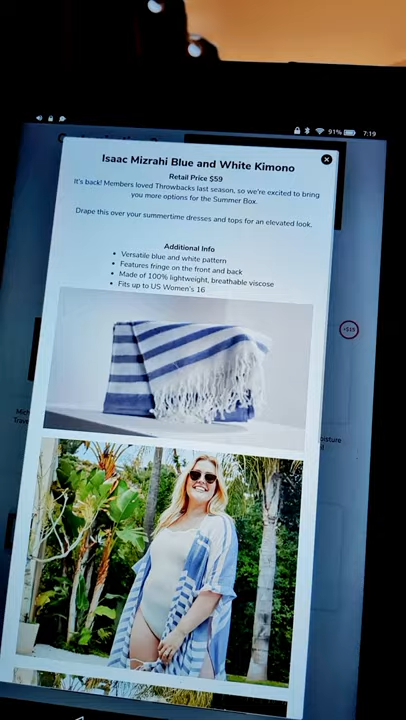 91% 7:19
Isaac Mizrahi Blue and White Kimono
Retail Price $59
It's back! Members loved Throwbacks last season, so we're excited to bring
you more options for the Summer Box.
Drape this over your summertime dresses and tops for an elevated look.
Additional Info
• Versatile blue and white pattern
• Features fringe on the front and back
• Made of 100% lightweight, breathable viscose
• Fits up to US Women's 16